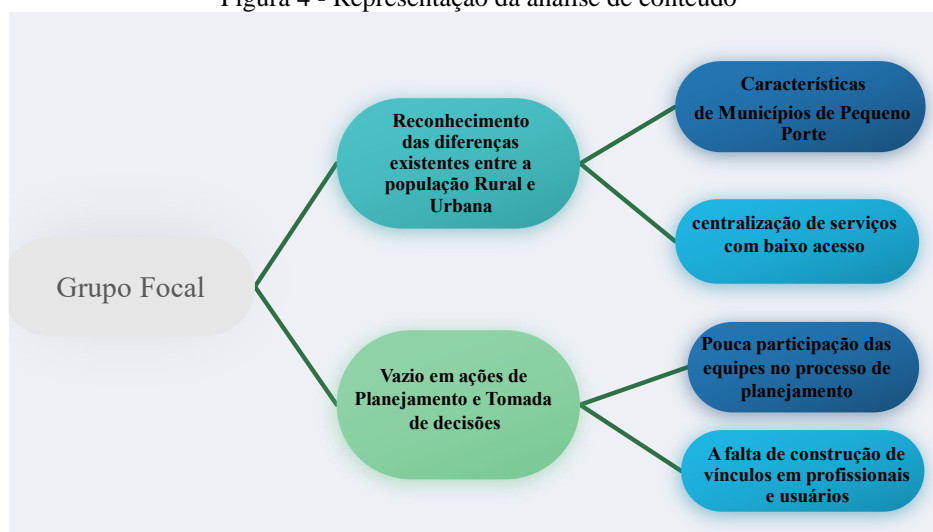 Figura 4 - Representação da análise de conteúdo
Características
de Municípios de Pequeno
Porte
Reconhecimento
das diferenças
existentes entre a
população Rural e
Urbana
centralização de serviços
com baixo acesso
Grupo Focal
Pouca participação das
equipes no processo de
planejamento
Vazio em ações de
Planejamento e Tomada
de decisões
A falta de construção de
vínculos em profissionais
e usuários